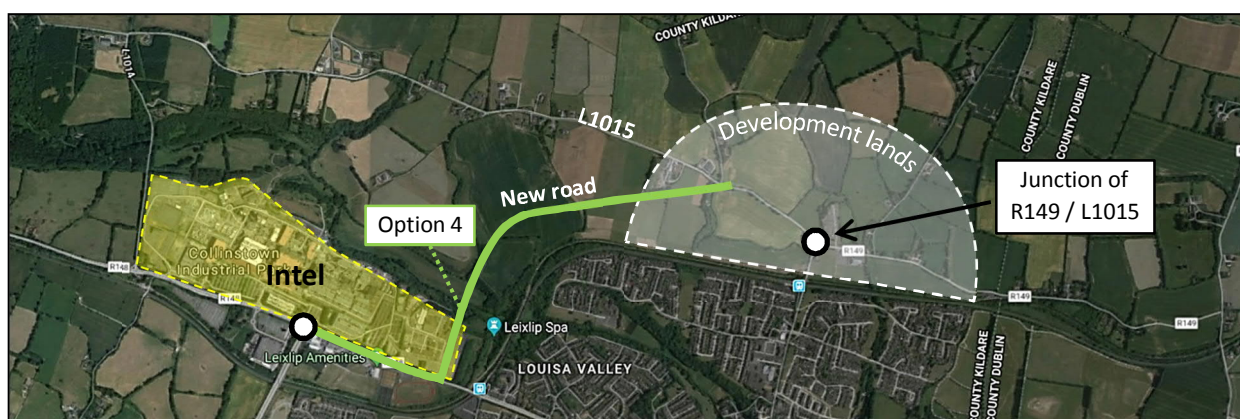 COUNTY KILDARE
COUNTY KILDARE
COUNTY DUBLIN
L1014
L1015
Development lands
Junction of
R149 / L1015
New road
Option 4
Collinstown
Industrial Park
Intel
R148
R148
R149
R149
R149
Leixlip Spa
Leixlip Amenities
LOUISA VALLEY
COUNTY KILDARE
COUNTY DUBLIN